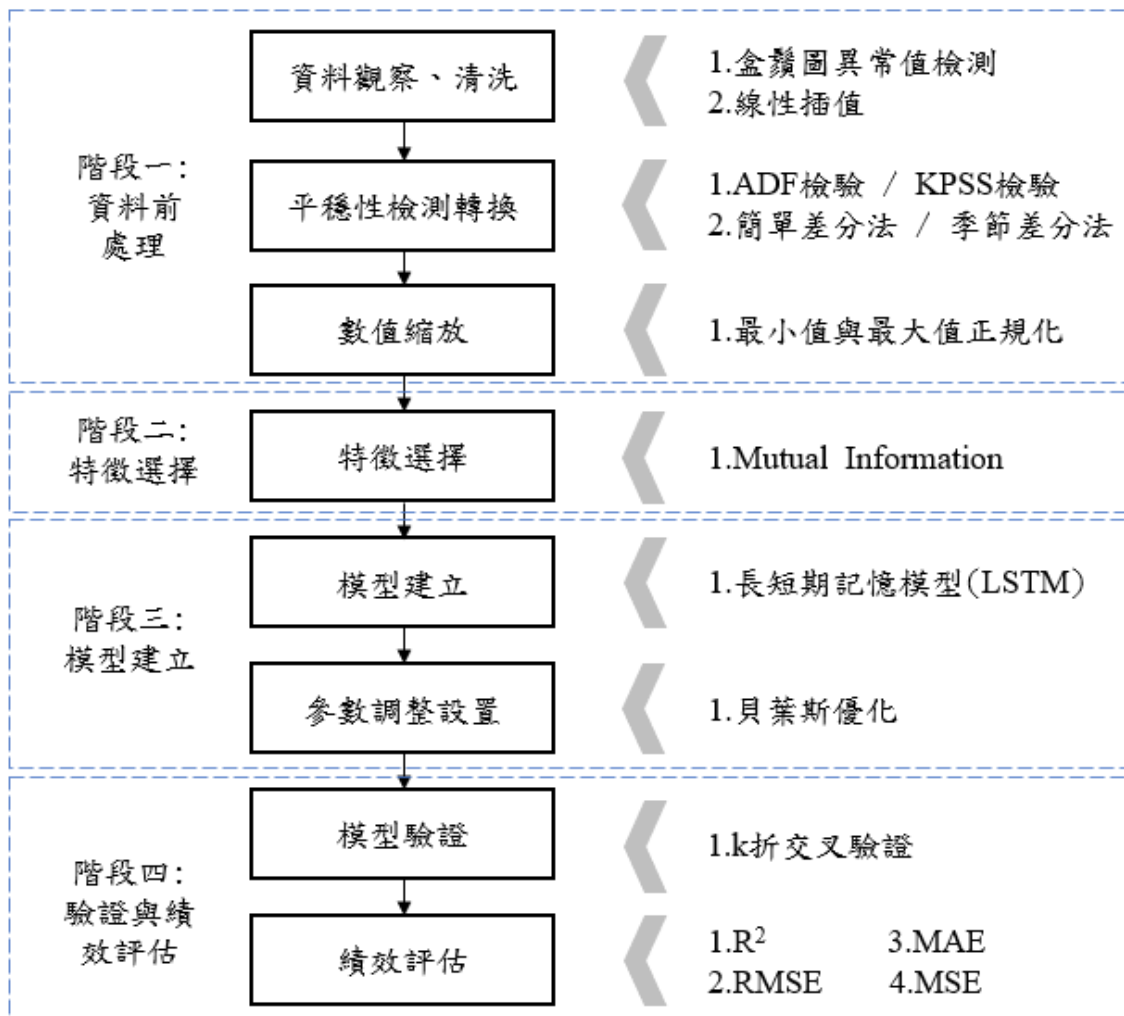 階段一:
資料前
處理
資料觀察、清洗
1.盒鬚圖異常值檢測
2.線性插值
平穩性檢測轉換
1.ADF檢驗 / KPSS檢驗
2.簡單差分法 / 季節差分法
數值縮放
1.最小值與最大值正規化
階段二:
特徵選擇
特徵選擇
1.Mutual Information
階段三:
模型建立
模型建立
1.長短期記憶模型(LSTM)
參數調整設置
1.貝葉斯優化
階段四:
驗證與績
效評估
模型驗證
1.k折交叉驗證
績效評估
1.R² 3.MAE
2.RMSE 4.MSE